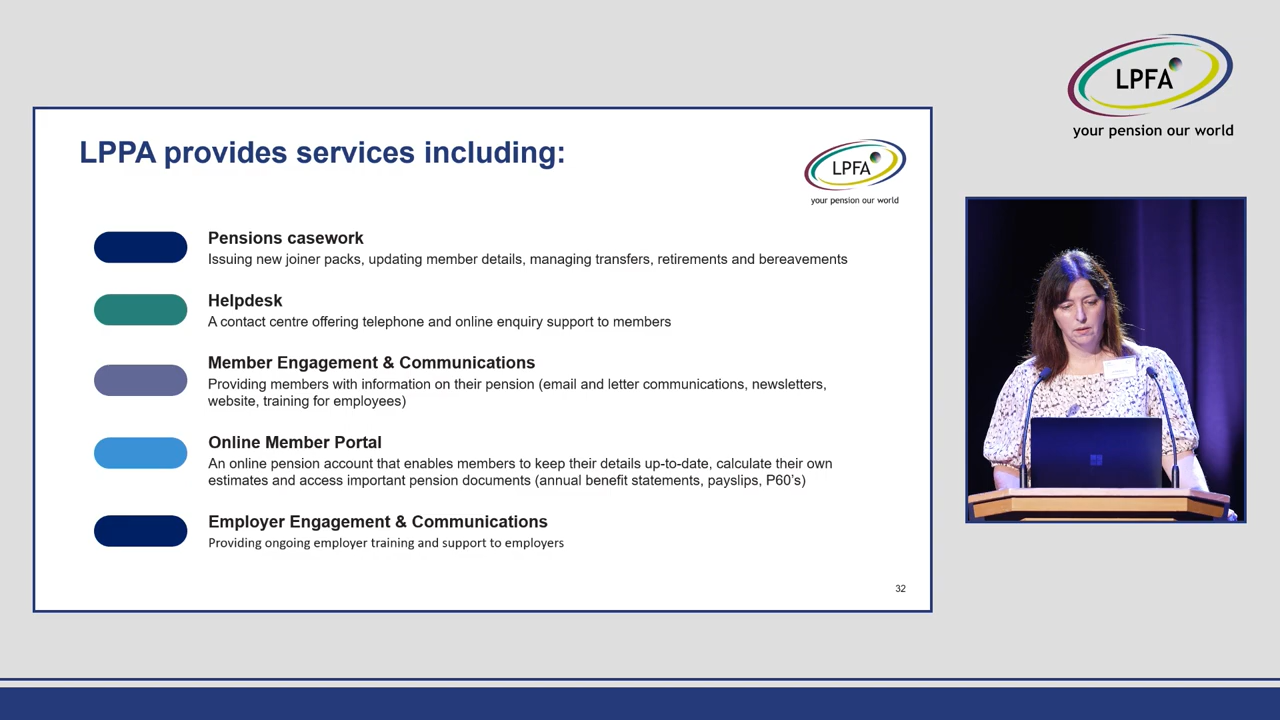 LPPA provides services including:
LPFA
your pension our world
Pensions casework
Issuing new joiner packs, updating member details, managing transfers, retirements and bereavements
Helpdesk
A contact centre offering telephone and online enquiry support to members
Member Engagement & Communications
Providing members with information on their pension (email and letter communications, newsletters,
website, training for employees)
Online Member Portal
An online pension account that enables members to keep their details up-to-date, calculate their own
estimates and access important pension documents (annual benefit statements, payslips, P60's)
Employer Engagement & Communications
Providing ongoing employer training and support to employers
32
LPFA
your pension our world